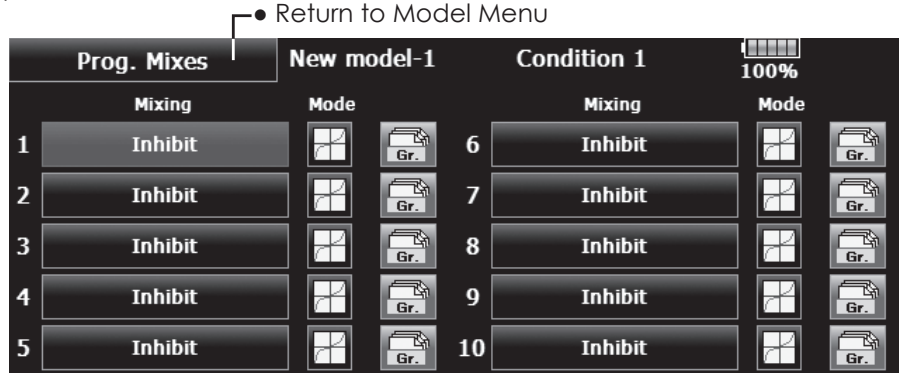 ● Return to Model Menu
Prog. Mixes New model-1 Condition 1 100%
Mixing Mode Mixing Mode
1 Inhibit Gr. 6 Inhibit Gr.
2 Inhibit Gr. 7 Inhibit Gr.
3 Inhibit Gr. 8 Inhibit Gr.
4 Inhibit Gr. 9 Inhibit Gr.
5 Inhibit Gr. 10 Inhibit Gr.